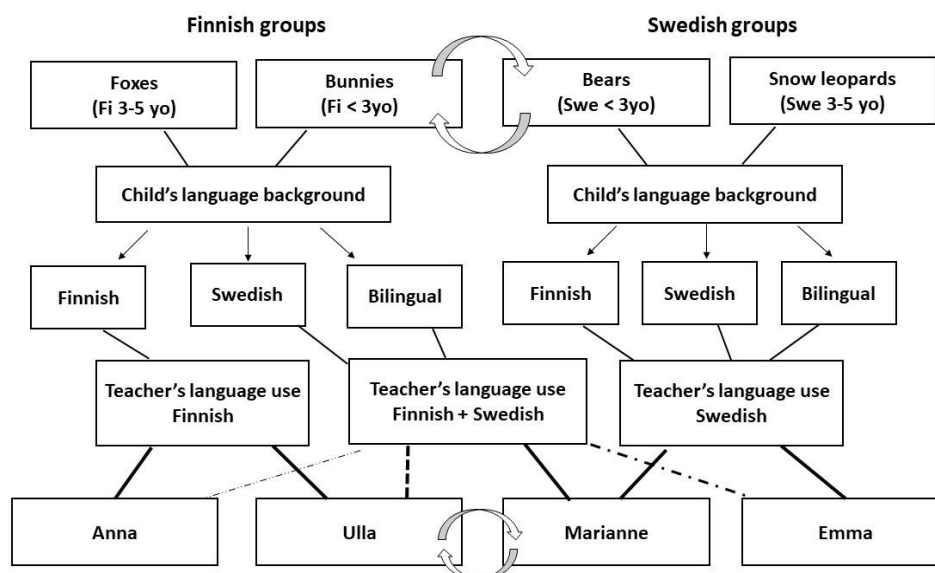 Finnish groups
Swedish groups
Foxes
(Fi 3-5 yo)
Bunnies
(Fi < 3yo)
Bears
(Swe < 3yo)
Snow leopards
(Swe 3-5 yo)
Child's language background
Child's language background
Finnish
Swedish
Bilingual
Finnish
Swedish
Bilingual
Teacher's language use
Finnish
Teacher's language use
Finnish + Swedish
Teacher's language use
Swedish
Anna
Ulla
Marianne
Emma